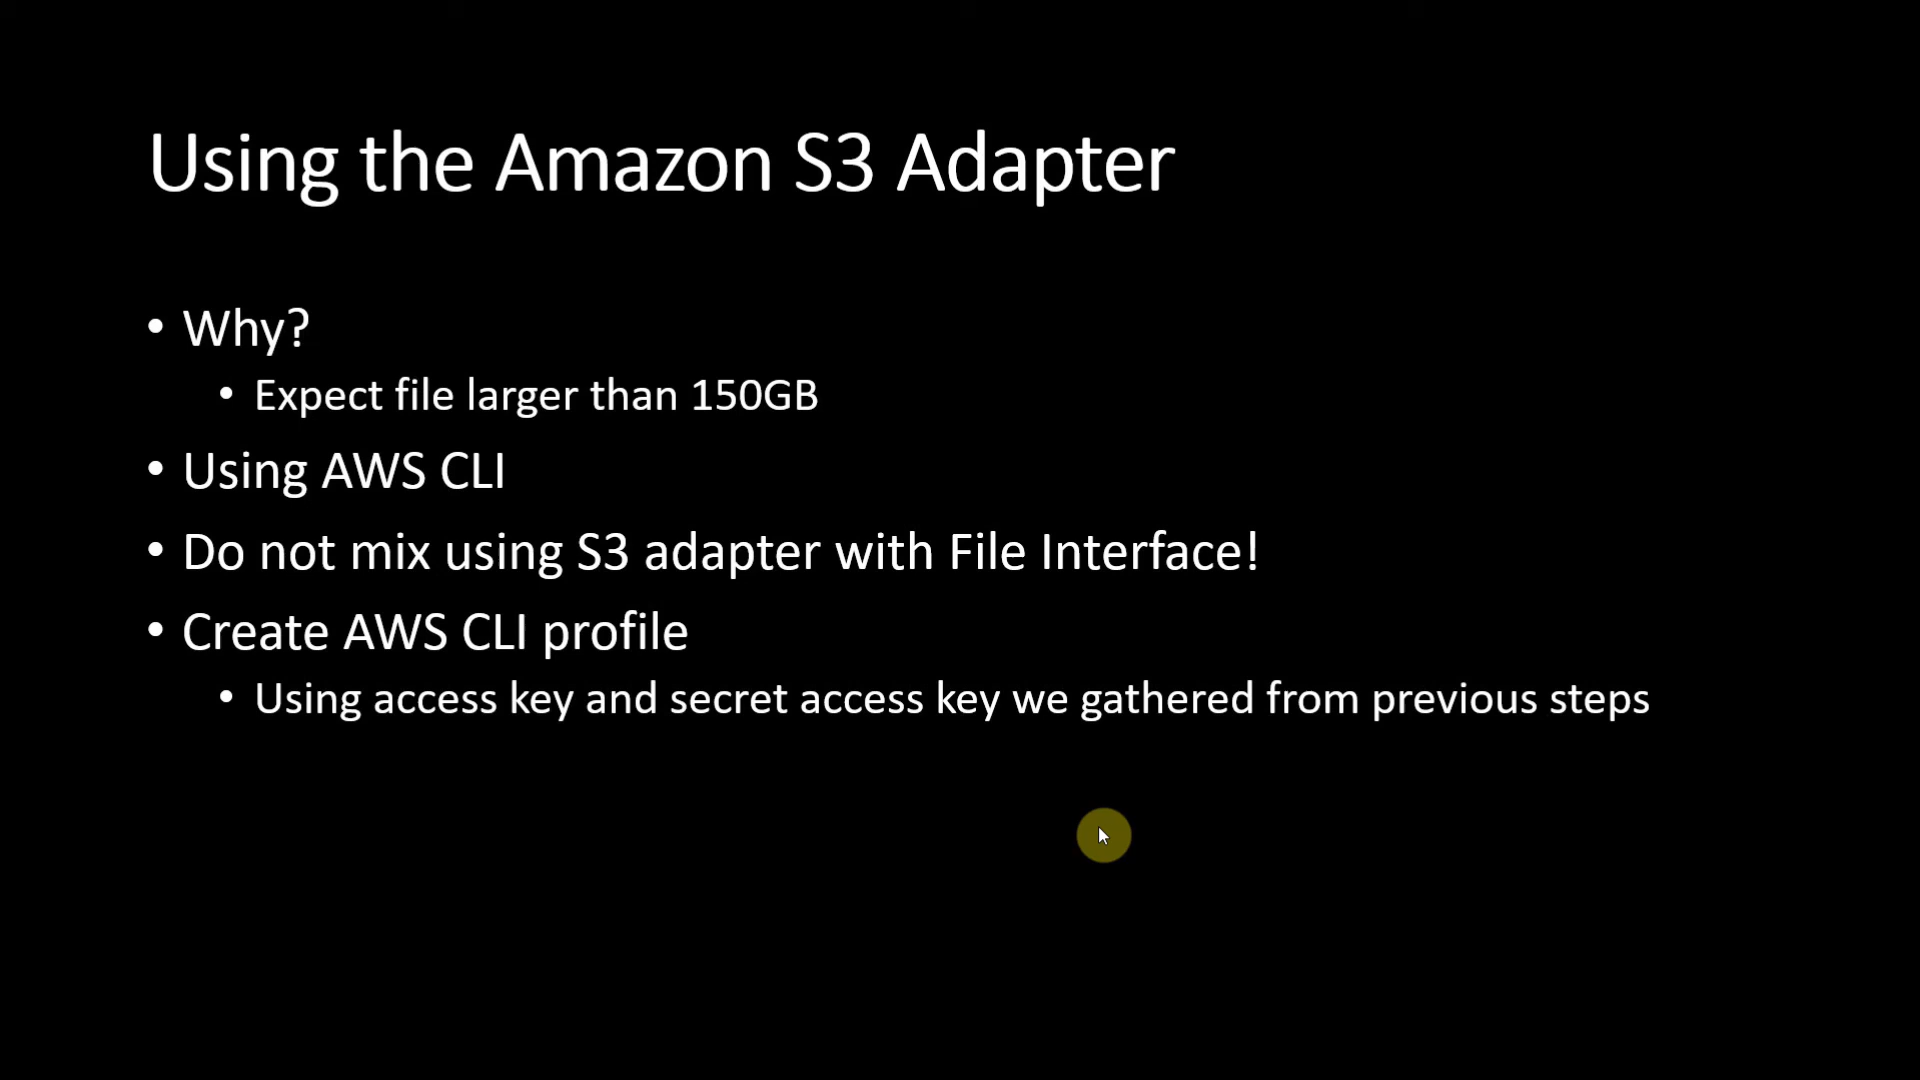 Using the Amazon S3 Adapter
• Why?
• Expect file larger than 150GB
• Using AWS CLI
• Do not mix using S3 adapter with File Interface!
• Create AWS CLI profile
• Using access key and secret access key we gathered from previous steps